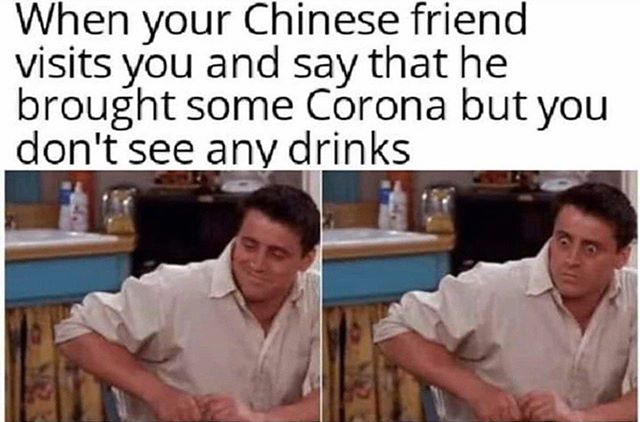 When your Chinese friend
visits you and say that he
brought some Corona but you
don't see any drinks